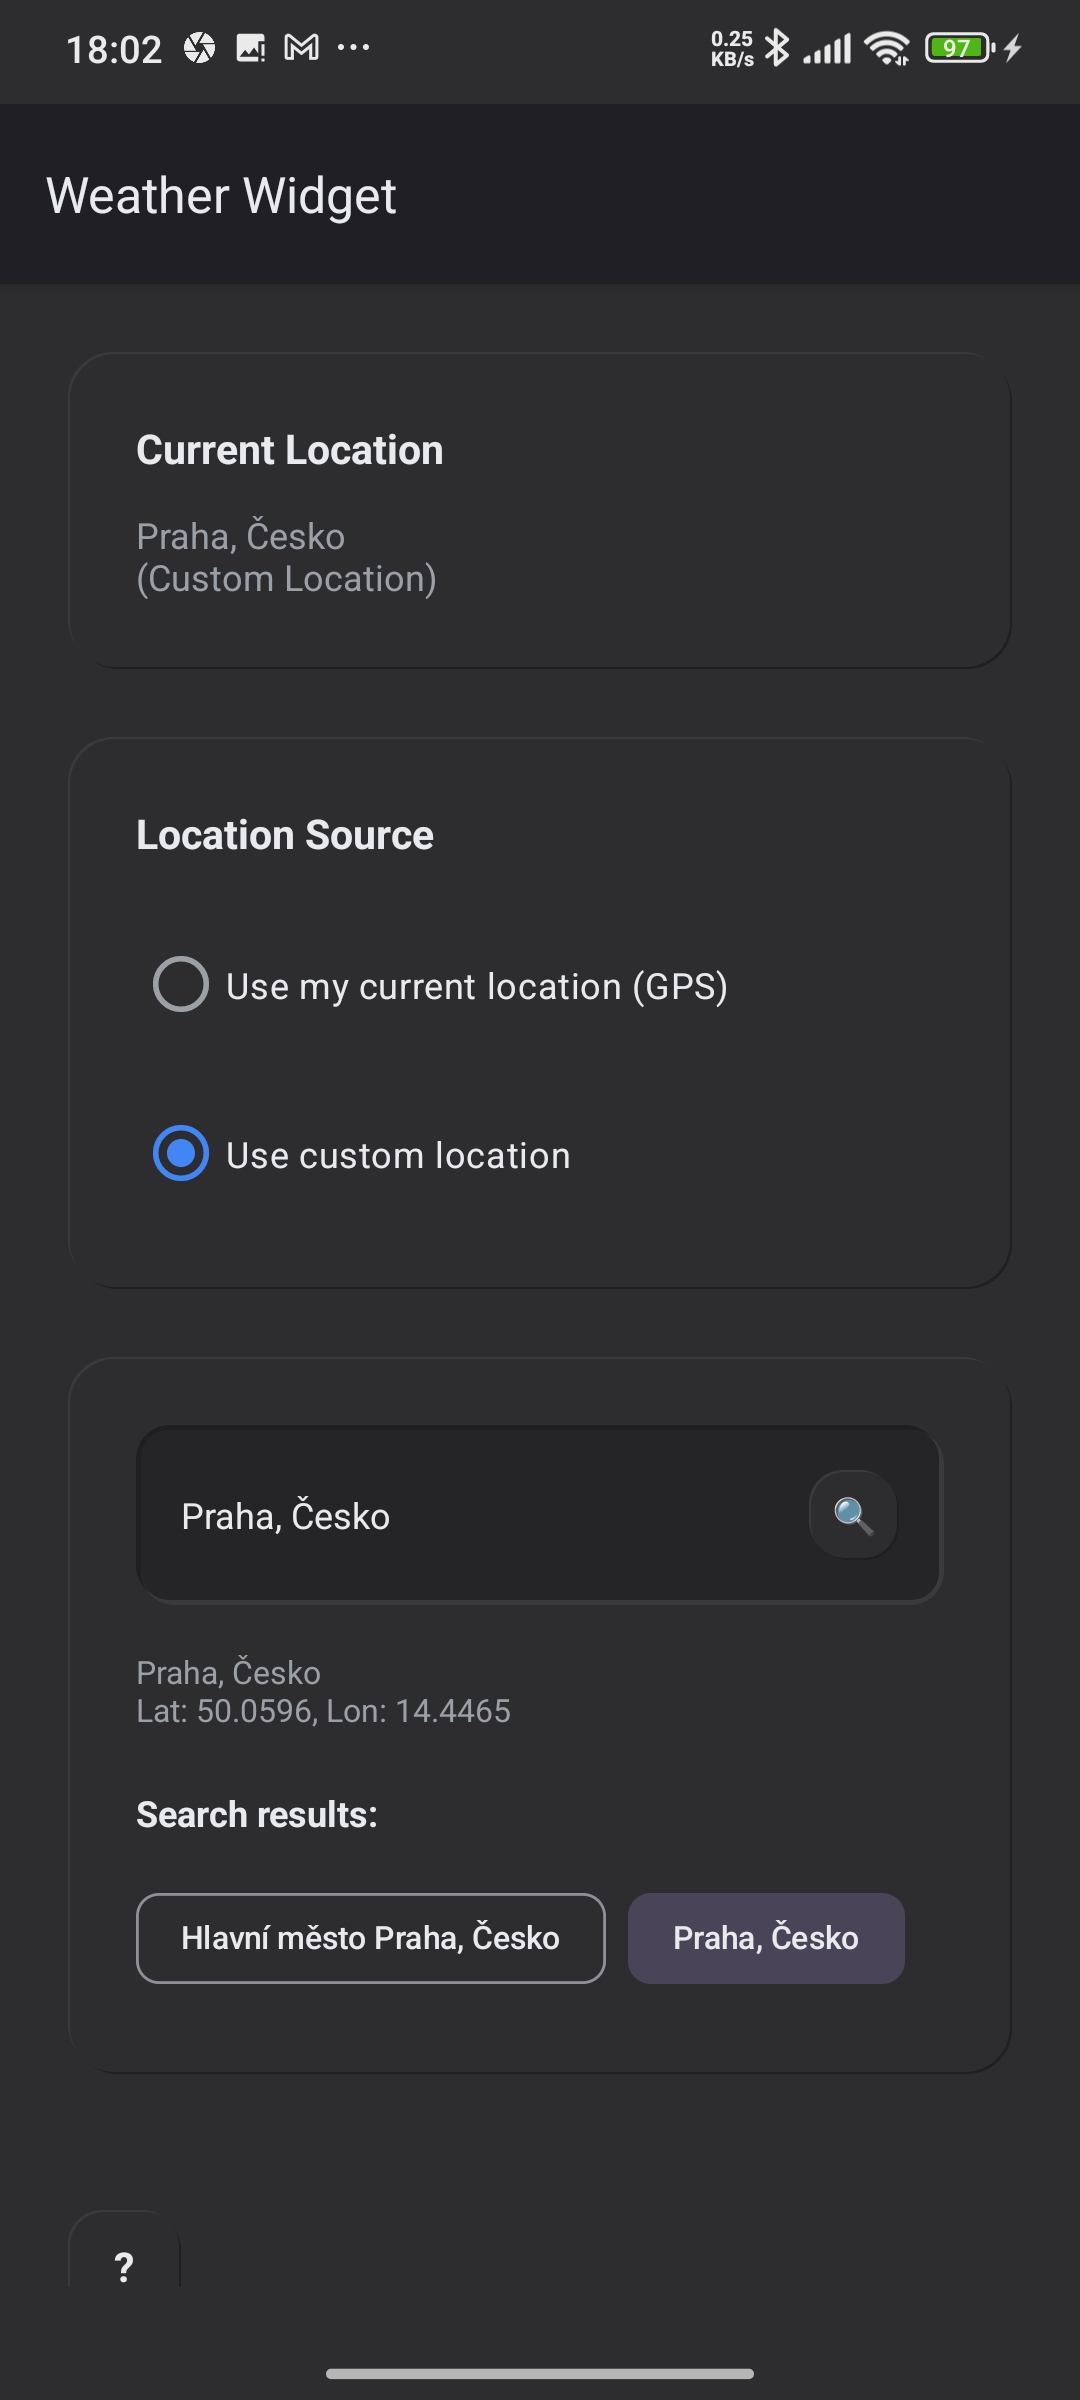 18:02
0.25
KB/s
97
Weather Widget
Current Location
Praha, Česko
(Custom Location)
Location Source
Use my current location (GPS)
Use custom location
Praha, Česko
Praha, Česko
Lat: 50.0596, Lon: 14.4465
Search results:
Hlavní město Praha, Česko
Praha, Česko
?